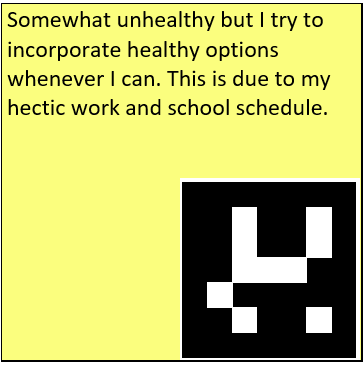 Somewhat unhealthy but I try to
incorporate healthy options
whenever I can. This is due to my
hectic work and school schedule.